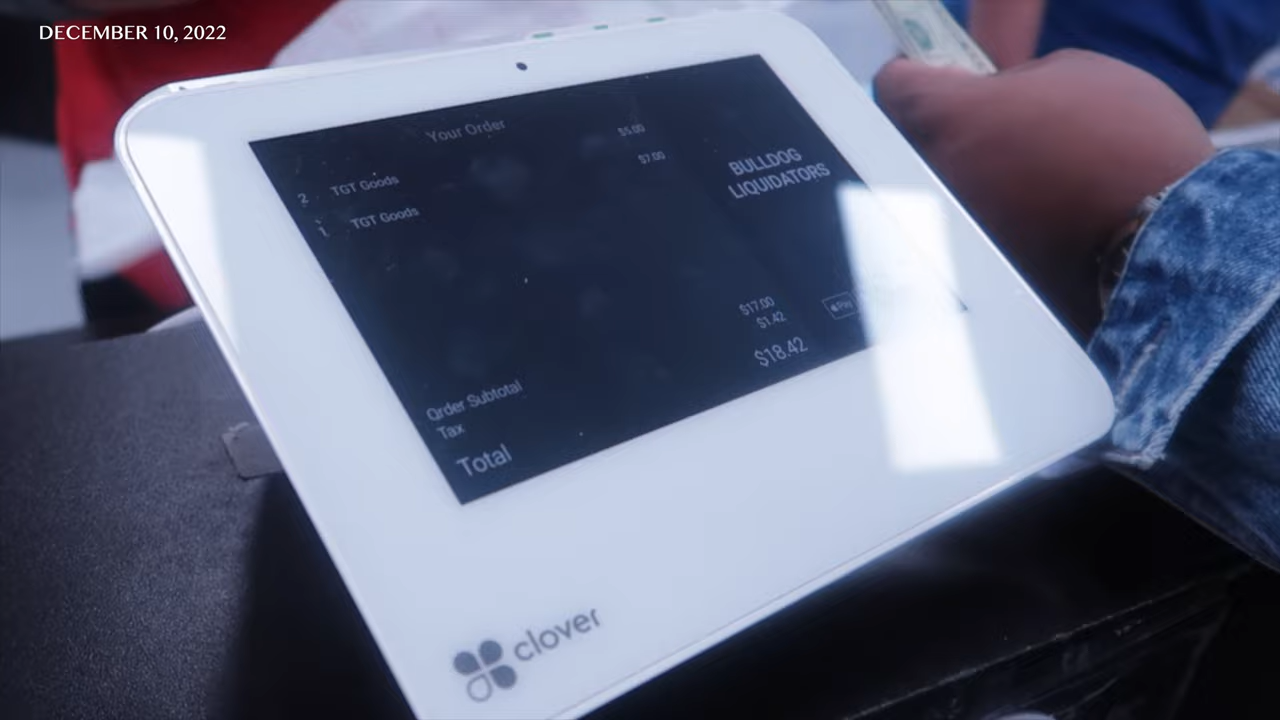 DECEMBER 10, 2022
Your Order
2 TGT Goods $5.00
1 TGT Goods $7.00
BULLDOG
LIQUIDATORS
Order Subtotal $17.00
Tax $1.42
Total $18.42
Pay
clover